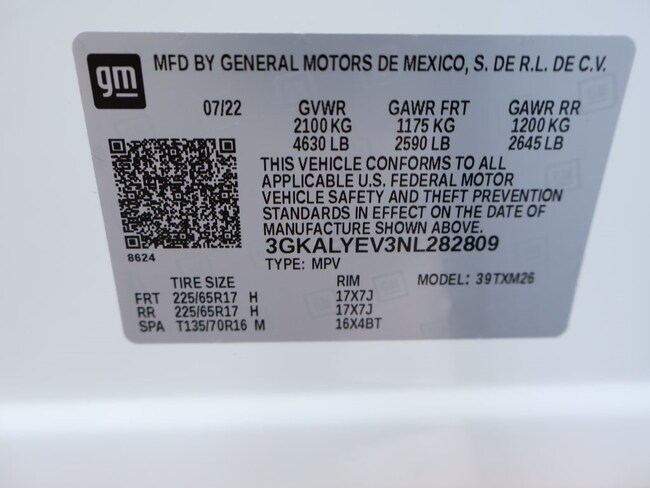 gm
MFD BY GENERAL MOTORS DE MEXICO, S. DE R.L. DE C.V.
07/22 GVWR GAWR FRT GAWR RR
2100 KG 1175 KG 1200 KG
4630 LB 2590 LB 2645 LB
THIS VEHICLE CONFORMS TO ALL
APPLICABLE U.S. FEDERAL MOTOR
VEHICLE SAFETY AND THEFT PREVENTION
STANDARDS IN EFFECT ON THE DATE OF
MANUFACTURE SHOWN ABOVE.
3GKALYEV3NL282809
8624
TYPE: MPV MODEL: 39TXM26
TIRE SIZE RIM
FRT 225/65R17 H 17X7J
RR 225/65R17 H 17X7J
SPA T135/70R16 M 16X4BT